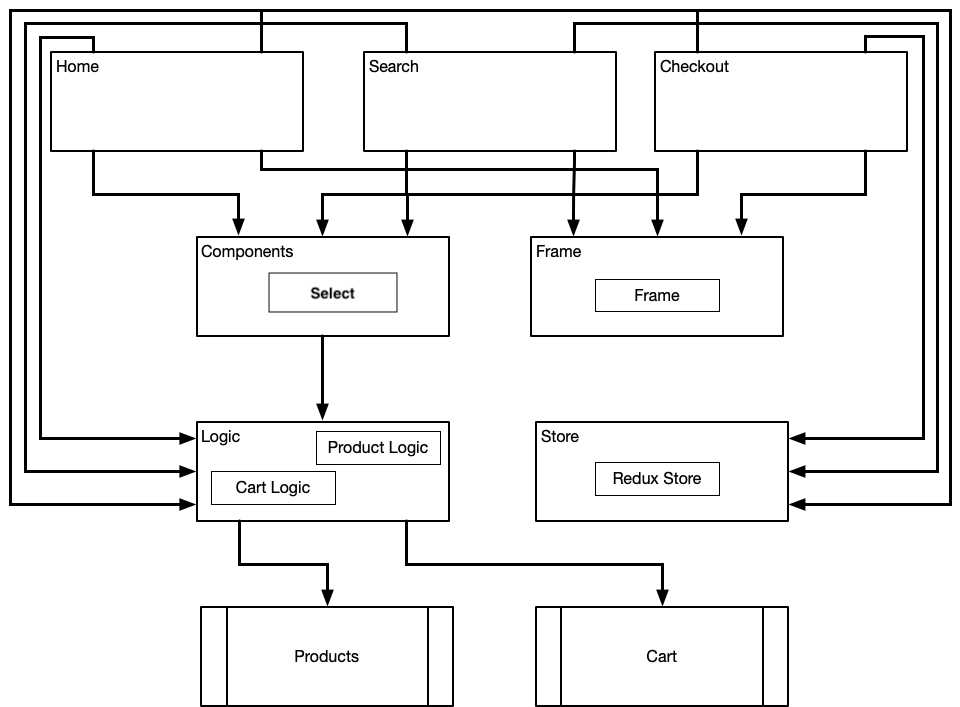 Home
Search
Checkout
Components
Select
Frame
Frame
Logic
Product Logic
Cart Logic
Store
Redux Store
Products
Cart